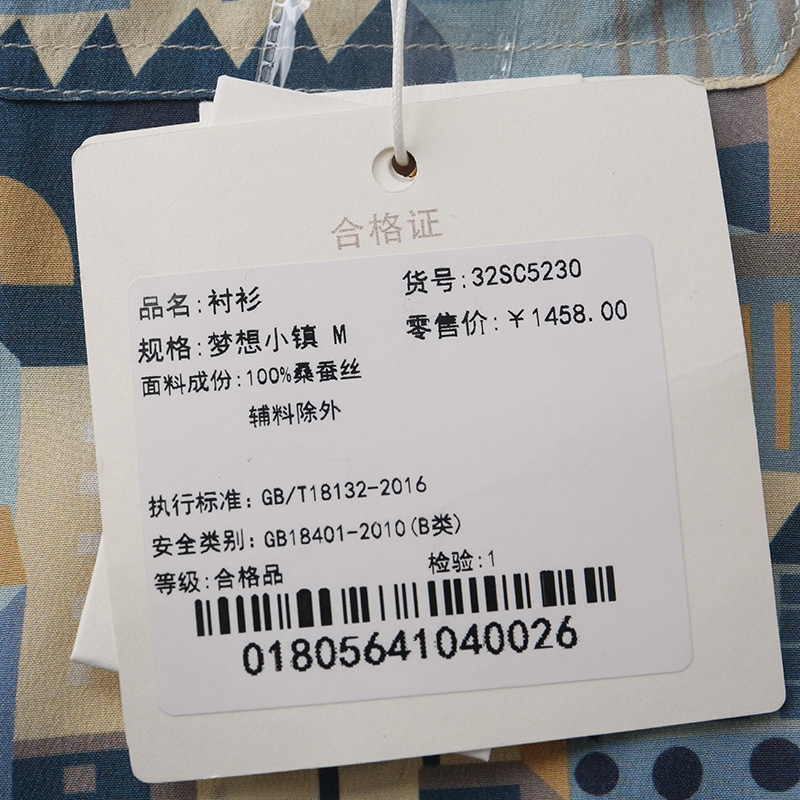 合格证
品名:衬衫
货号:32SC5230
规格:梦想小镇 M
零售价:￥1458.00
面料成份:100%桑蚕丝
辅料除外
执行标准:GB/T18132-2016
安全类别:GB18401-2010(B类)
等级:合格品
检验:1
01805641040026